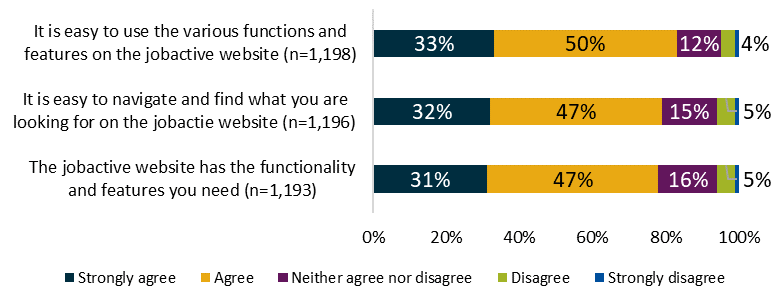 It is easy to use the various functions and
features on the jobactive website (n=1,198)
33% 50% 12% 4%
It is easy to navigate and find what you are
looking for on the jobactie website (n=1,196)
32% 47% 15% 5%
The jobactive website has the functionality
and features you need (n=1,193)
31% 47% 16% 5%
0% 20% 40% 60% 80% 100%
Strongly agree Agree Neither agree nor disagree Disagree Strongly disagree